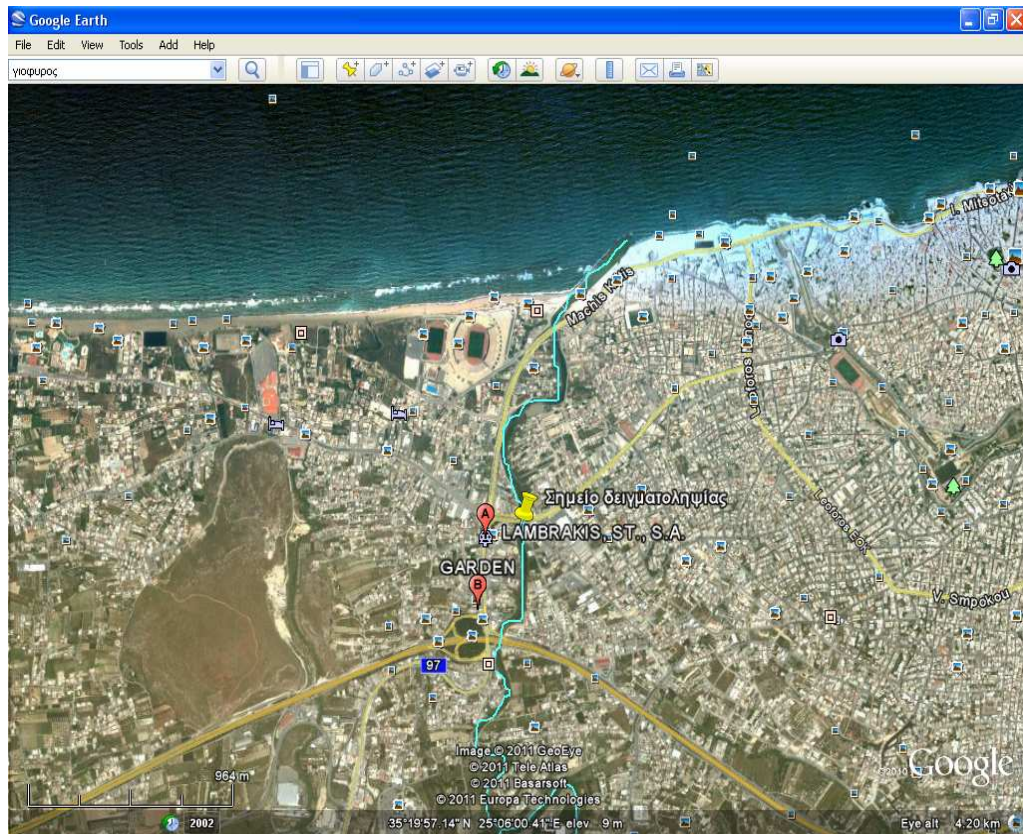 Google Earth
File Edit View Tools Add Help
γιοφυρος
I. Mitsotak
Machis Kritis
Σημείο δειγματοληψίας
A
LAMBRAKIS, ST., S.A.
GARDEN
B
V. Smpokou
97
Image © 2011 GeoEye
© 2011 Tele Atlas
© 2011 Basarsoft
© 2011 Europa Technologies
©2010 Google
964 m
2002
35°19'57.14" N 25°06'00.41" E elev 9 m
Eye alt 4.20 km